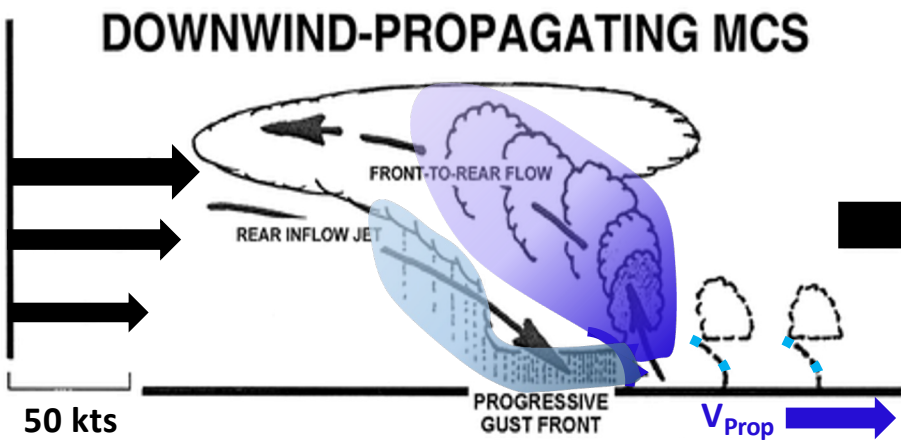 DOWNWIND-PROPAGATING MCS
FRONT-TO-REAR FLOW
REAR INFLOW JET
50 kts
PROGRESSIVE
GUST FRONT
VProp